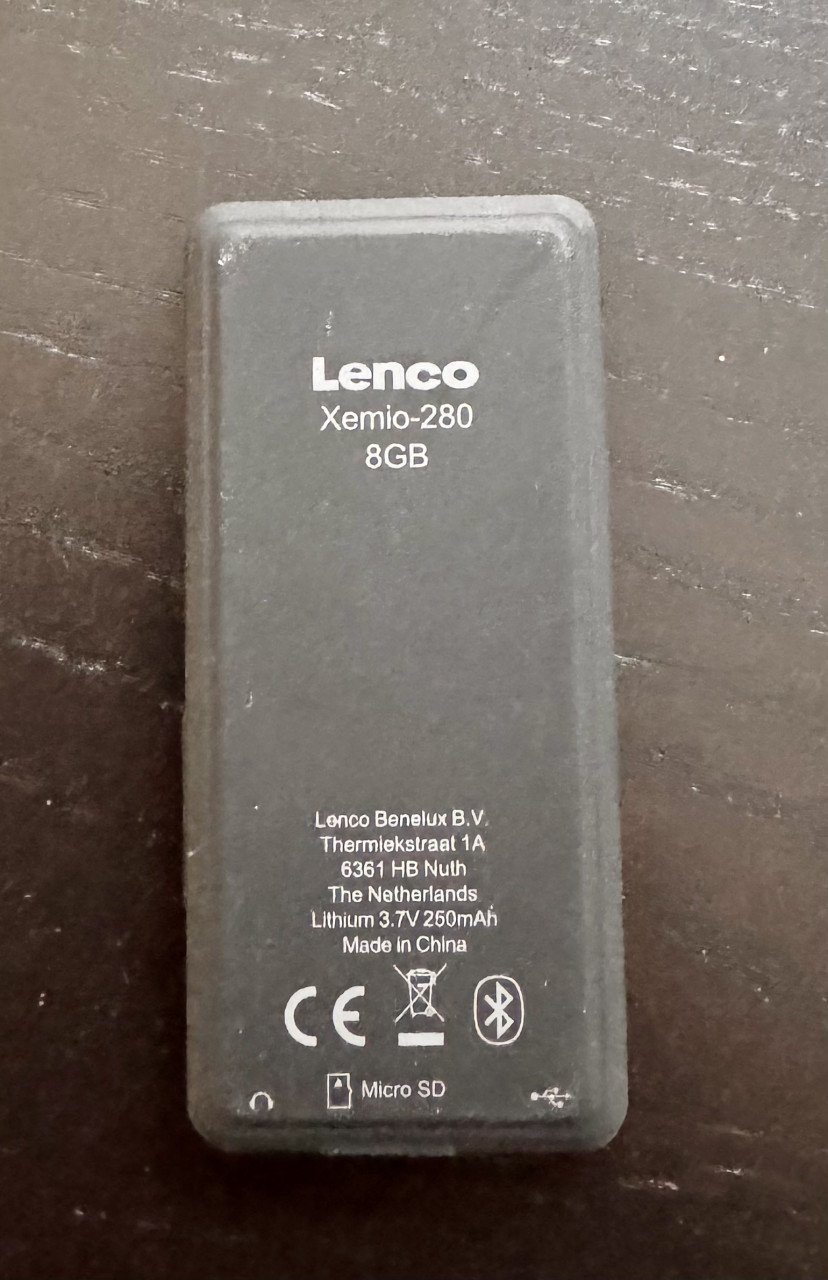 Lenco
Xemio-280
8GB
Lenco Benelux B.V.
Thermiekstraat 1A
6361 HB Nuth
The Netherlands
Lithium 3.7V 250mAh
Made in China
CE
Micro SD